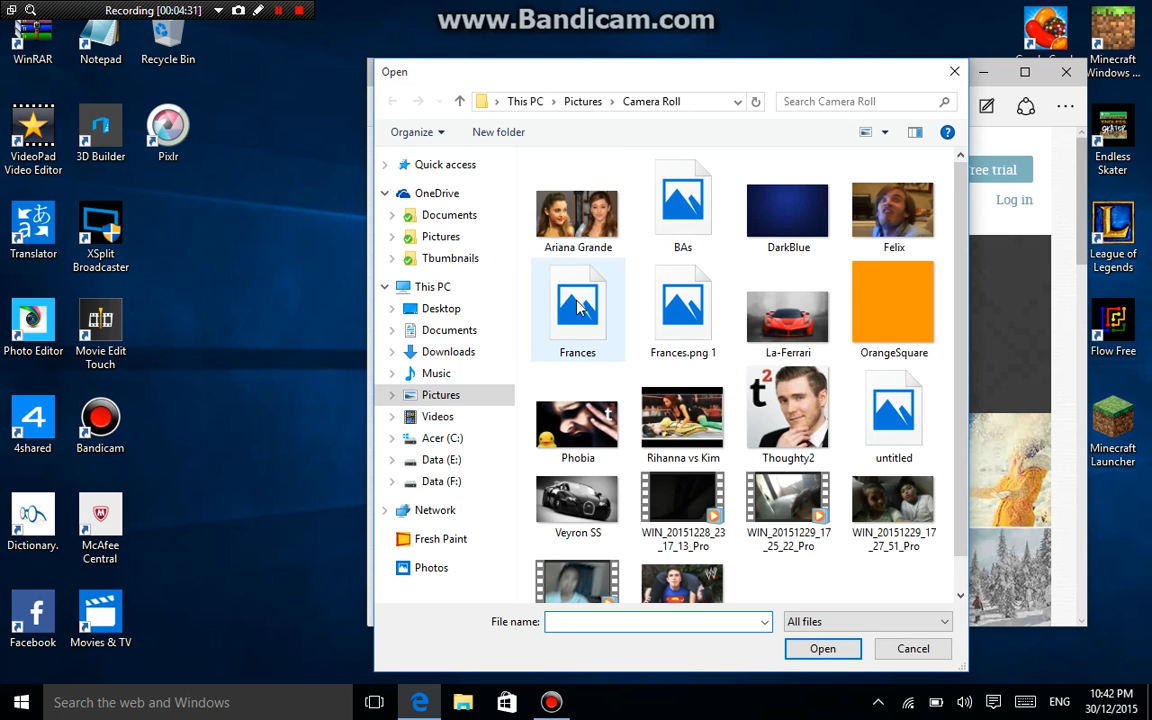 Recording [00:04:31]
www.Bandicam.com
WinRAR
Notepad
Recycle Bin
Minecraft
Windows ...
VideoPad
Video Editor
3D Builder
Pixlr
Endless
Skater
Translator
XSplit
Broadcaster
League of
Legends
Photo Editor
Movie Edit
Touch
Flow Free
4shared
Bandicam
Minecraft
Launcher
Dictionary.
McAfee
Central
Facebook
Movies & TV
Open
This PC
Pictures
Camera Roll
Search Camera Roll
Organize
New folder
Quick access
OneDrive
Documents
Pictures
Thumbnails
This PC
Desktop
Documents
Downloads
Music
Pictures
Videos
Acer (C:)
Data (E:)
Data (F:)
Network
Fresh Paint
Photos
Ariana Grande
BAs
DarkBlue
Felix
Frances
Frances.png 1
La-Ferrari
OrangeSquare
t
t2
Phobia
Rihanna vs Kim
Thoughty2
untitled
Veyron SS
WIN_20151228_23
_17_13_Pro
WIN_20151229_17
_25_22_Pro
WIN_20151229_17
_27_51_Pro
File name:
All files
Open
Cancel
ree trial
Log in
Search the web and Windows
ENG
10:42 PM
30/12/2015